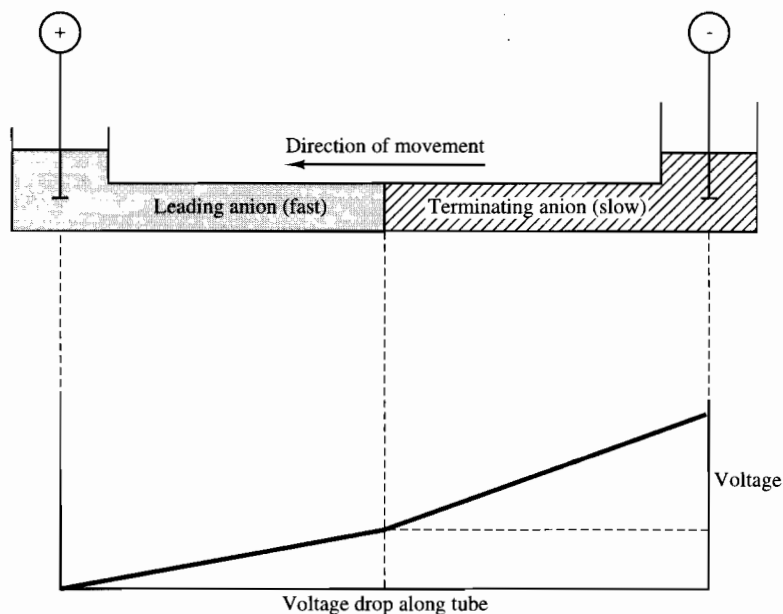 +
-
Direction of movement
Leading anion (fast)
Terminating anion (slow)
Voltage
Voltage drop along tube